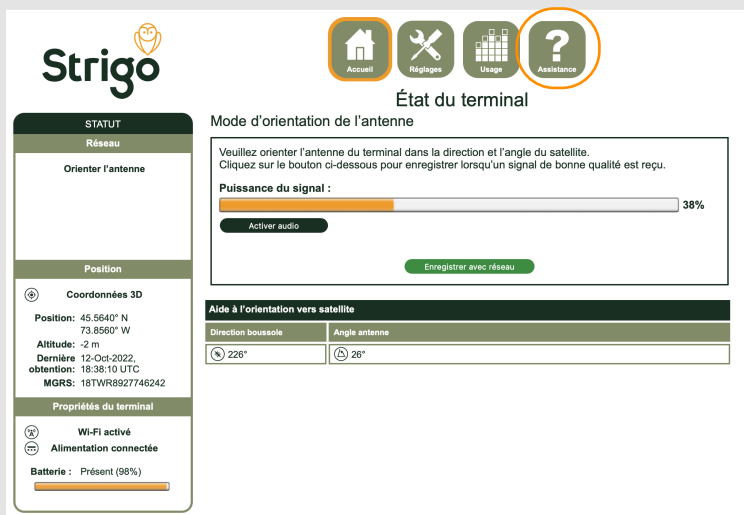 Strigo
Accueil
Réglages
Usage
Assistance
État du terminal
STATUT
Réseau
Orienter l'antenne
Position
Coordonnées 3D
Position: 45.5640° N
73.8560° W
Altitude: -2 m
Dernière 12-Oct-2022,
obtention: 18:38:10 UTC
MGRS: 18TWR8927746242
Propriétés du terminal
Wi-Fi activé
Alimentation connectée
Batterie : Présent (98%)
Mode d'orientation de l'antenne
Veuillez orienter l'antenne du terminal dans la direction et l'angle du satellite.
Cliquez sur le bouton ci-dessous pour enregistrer lorsqu'un signal de bonne qualité est reçu.
Puissance du signal :
38%
Activer audio
Enregistrer avec réseau
Aide à l'orientation vers satellite
Direction boussole Angle antenne
226° 26°